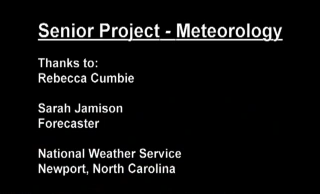 Senior Project - Meteorology
Thanks to:
Rebecca Cumbie
Sarah Jamison
Forecaster
National Weather Service
Newport, North Carolina